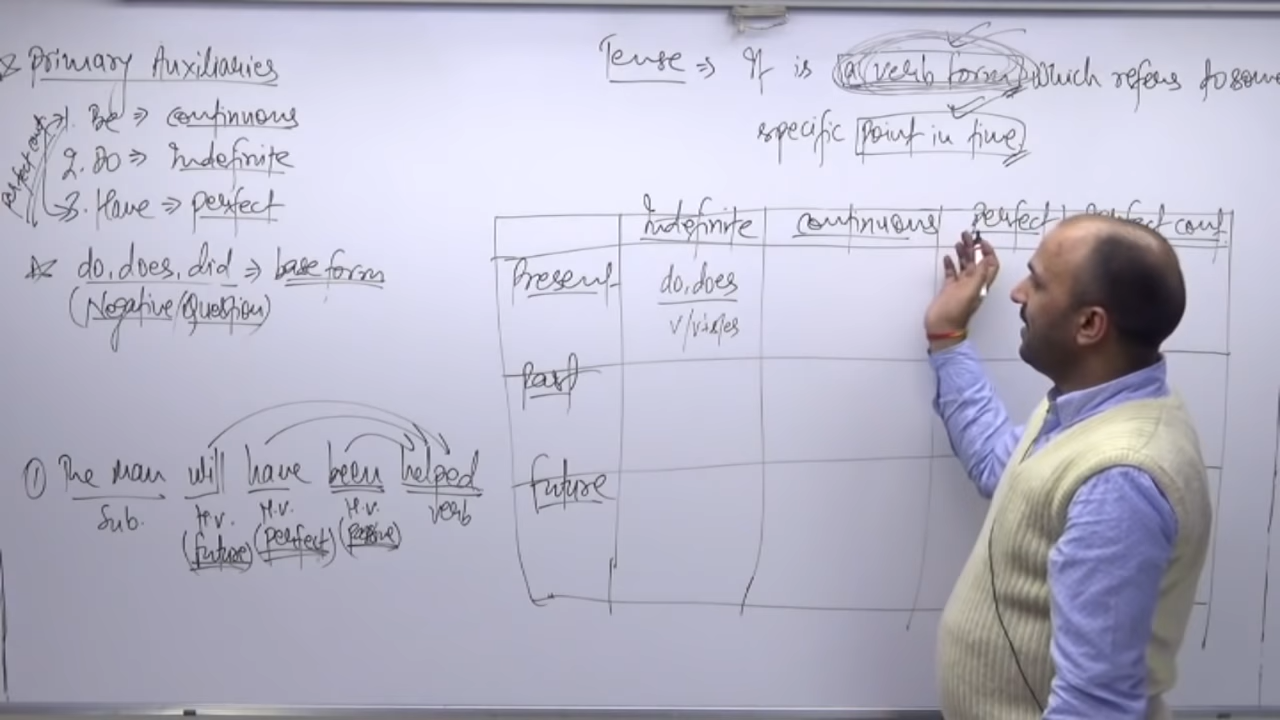 Primary Auxiliaries
1. Be ⇒ continuous
2. Do ⇒ Indefinite
3. Have ⇒ perfect
perfect cont
do, does, did ⇒ base form
(Negative/Question)
① The man will have been helped
Sub. H.V. H.V. H.V. verb
(future) (perfect) (passive)
Tense ⇒ It is a verb form which refers to some
specific point in time
Indefinite continuous perfect Perfect cont.
Present do, does
Past
future